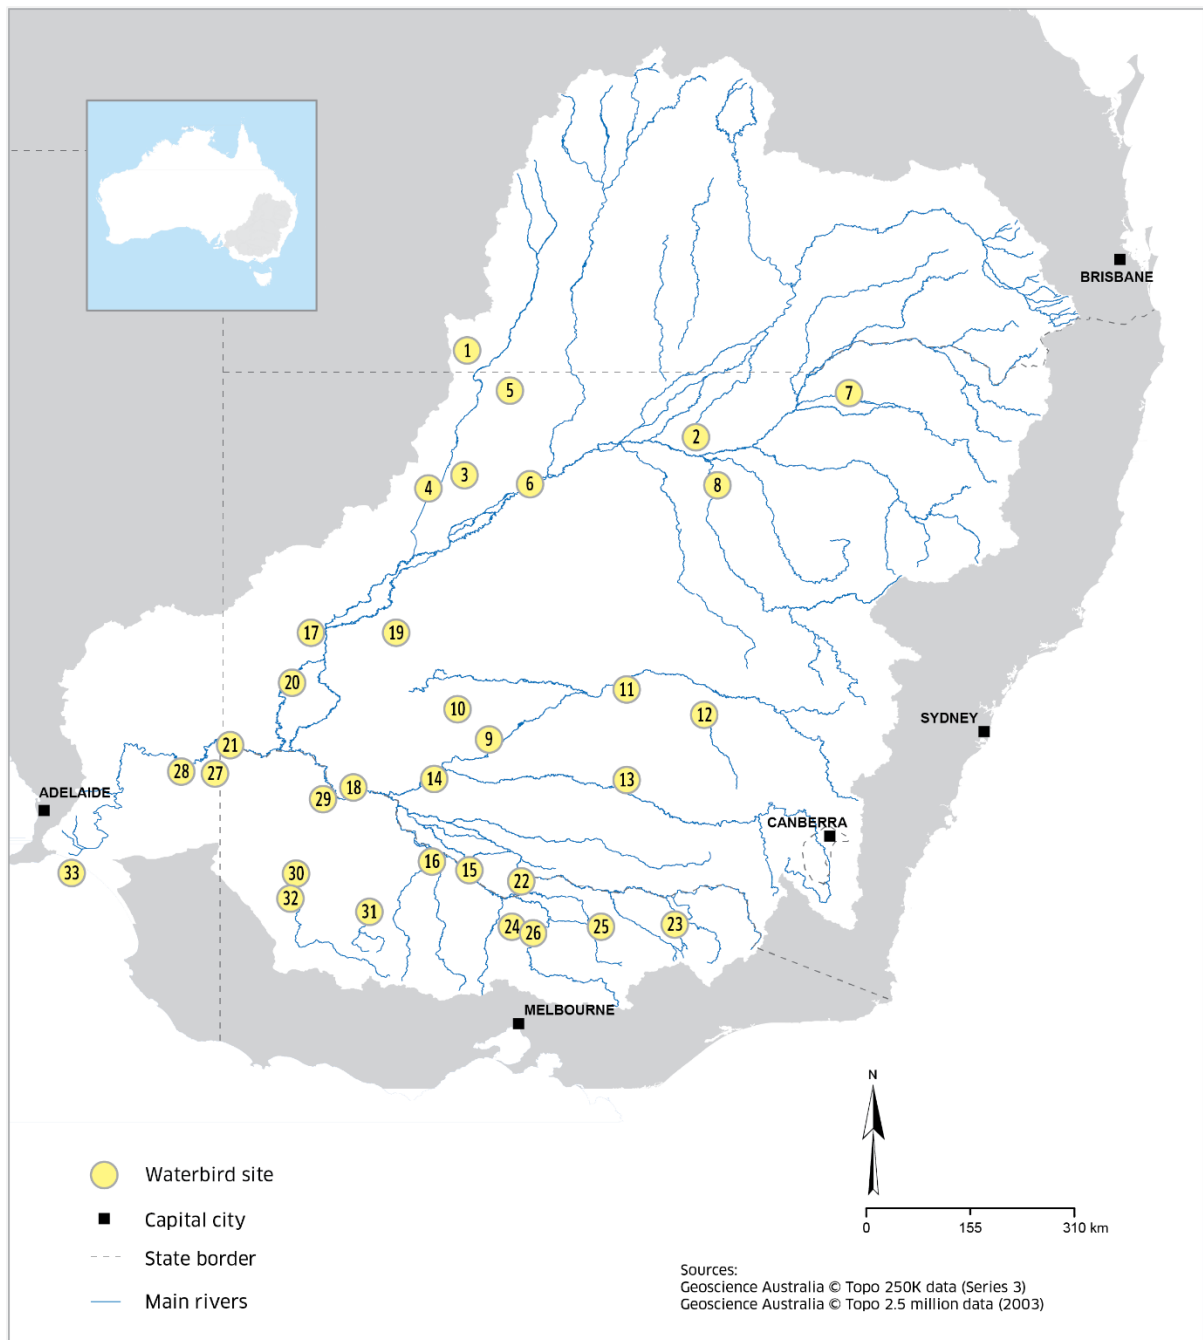 BRISBANE
1
5
7
2
3
4
6
8
17
19
20
11
10
12
SYDNEY
9
21
28
27
14
13
18
29
ADELAIDE
CANBERRA
16
15
33
30
22
32
31
24
26
25
23
MELBOURNE
N
Waterbird site
Capital city
State border
Main rivers
0 155 310 km
Sources:
Geoscience Australia © Topo 250K data (Series 3)
Geoscience Australia © Topo 2.5 million data (2003)